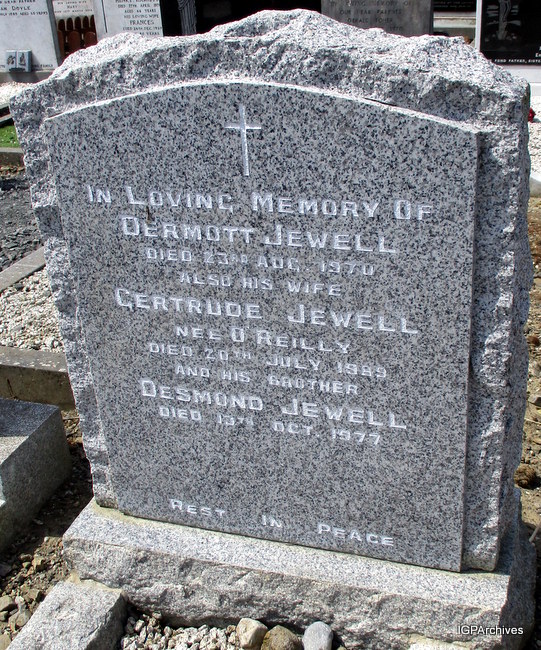 In Loving Memory Of
Dermott Jewell
Died 23rd Aug. 1970
Also his wife
Gertrude Jewell
nee O'Reilly
Died 20th July 1989
and his brother
Desmond Jewell
Died 13th Oct. 1977
Rest in Peace
IGPArchives